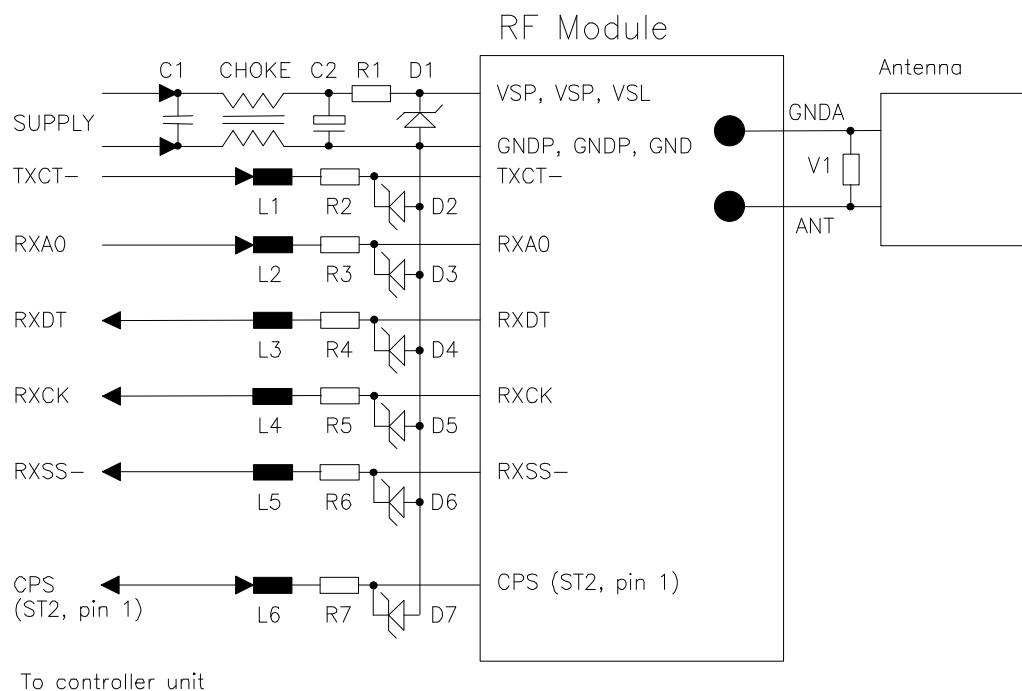 RF Module
C1 CHOKE C2 R1 D1
Antenna
SUPPLY
VSP, VSP, VSL
GNDA
GNDP, GNDP, GND
V1
TXCT-
TXCT-
L1 R2 D2
ANT
RXA0
RXA0
L2 R3 D3
RXDT
RXDT
L3 R4 D4
RXCK
RXCK
L4 R5 D5
RXSS-
RXSS-
L5 R6 D6
CPS
(ST2, pin 1)
CPS (ST2, pin 1)
L6 R7 D7
To controller unit